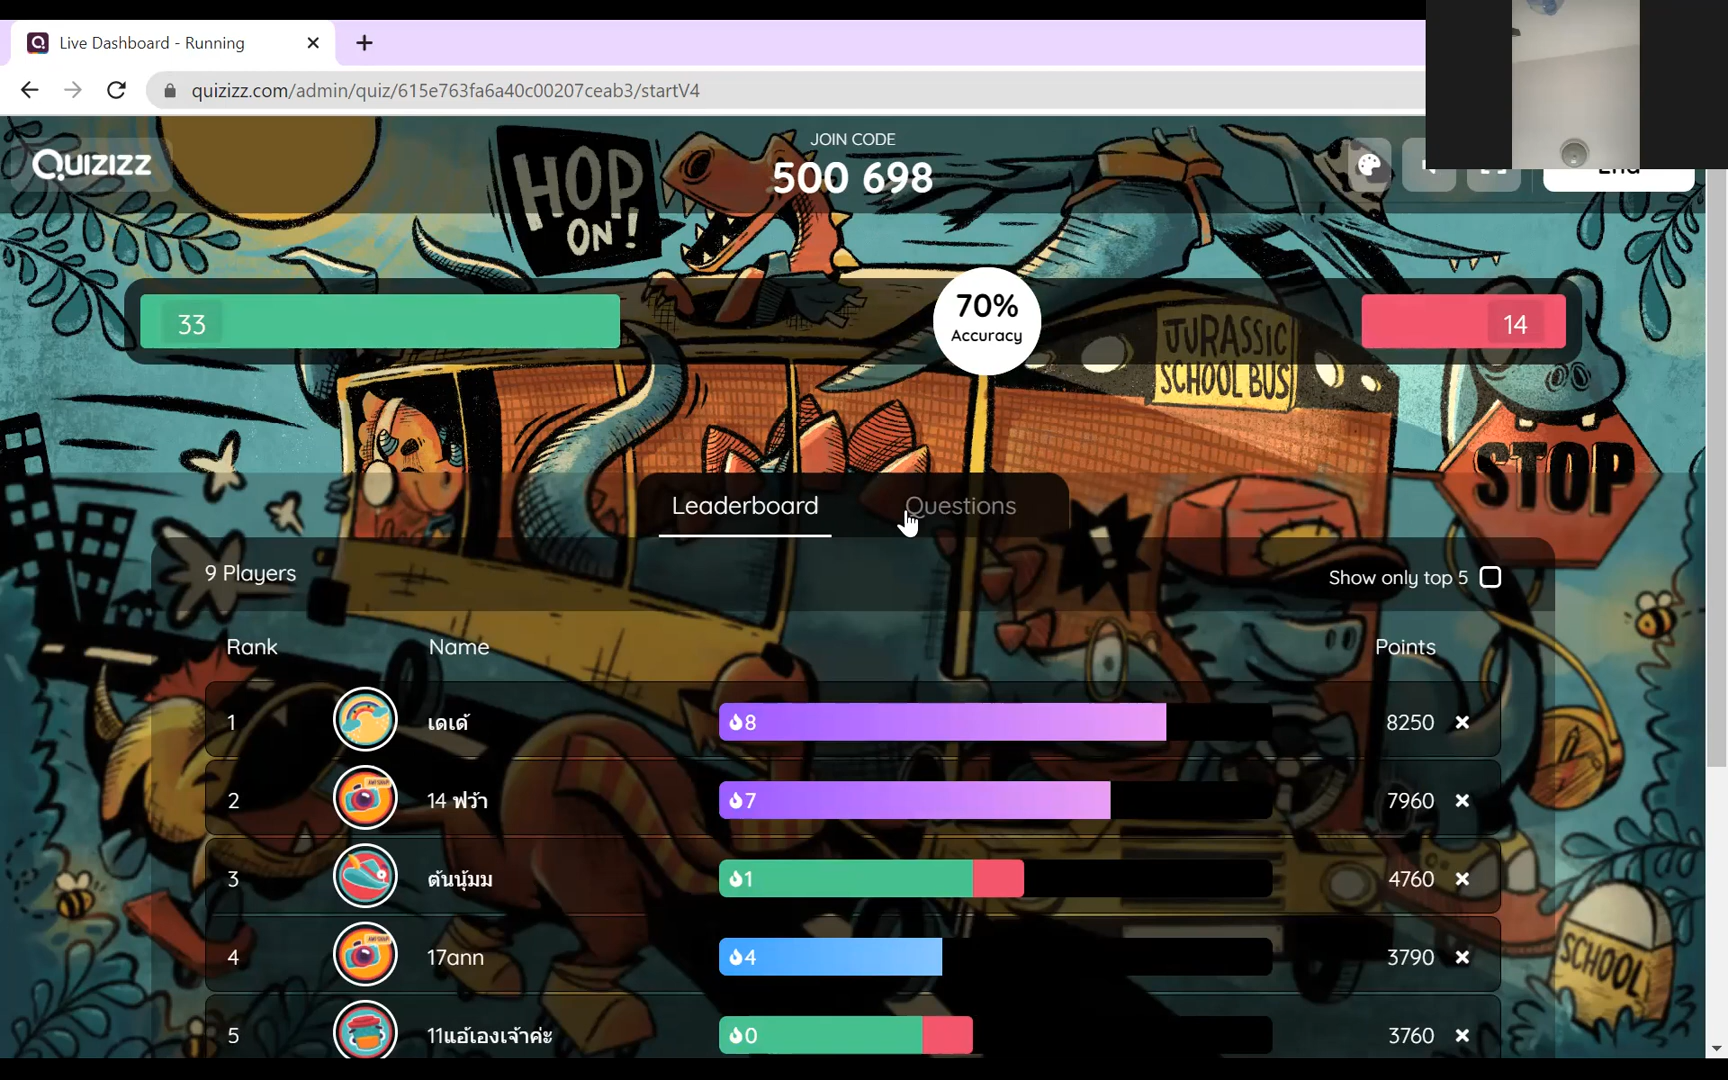 Live Dashboard - Running
quizizz.com/admin/quiz/615e763fa6a40c00207ceab3/startV4
QUIZIZZ
HOP
ON!
JOIN CODE
500 698
End
33
70%
Accuracy
14
JURASSIC
SCHOOL BUS
STOP
Leaderboard
Questions
9 Players
Show only top 5
Rank
Name
Points
1
เดเด้
8
8250
2
14 ฟว้า
7
7960
3
ต้นนุ้มม
1
4760
4
17ann
4
3790
5
11แอ้เองเจ้าค่ะ
0
3760
SCHOOL